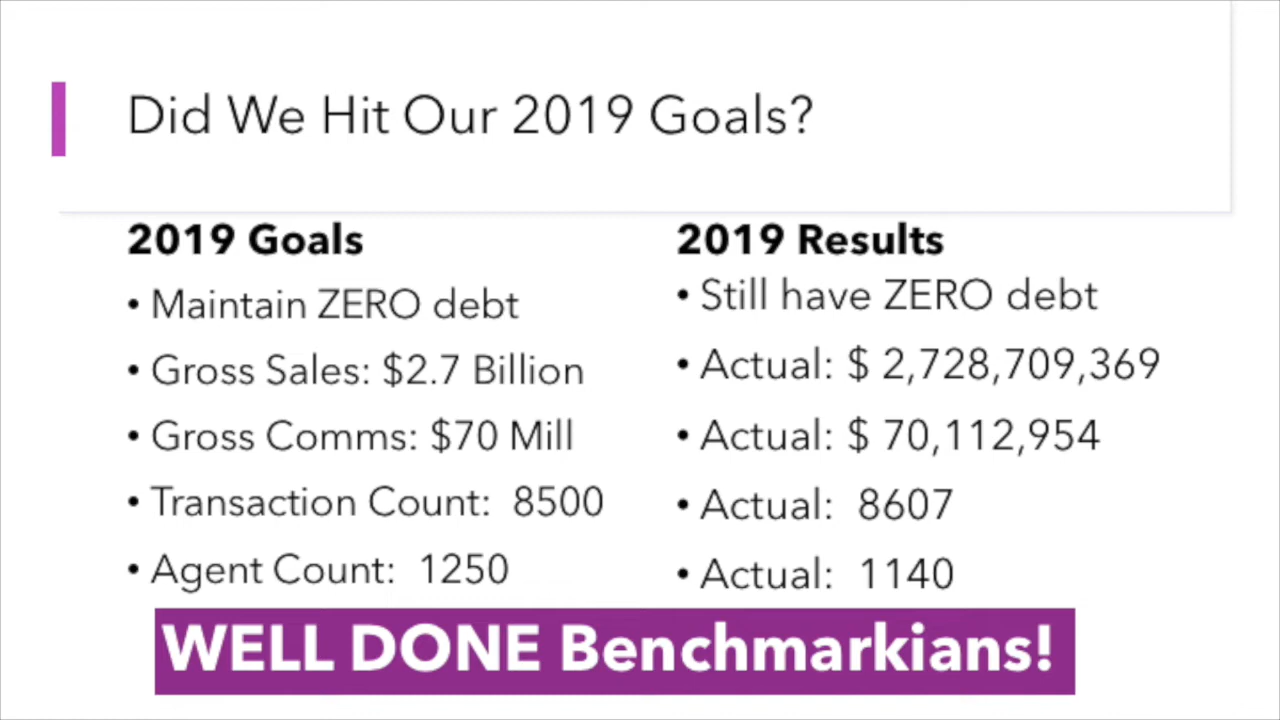 Did We Hit Our 2019 Goals?
2019 Goals
• Maintain ZERO debt
• Gross Sales: $2.7 Billion
• Gross Comms: $70 Mill
• Transaction Count: 8500
• Agent Count: 1250
2019 Results
• Still have ZERO debt
• Actual: $ 2,728,709,369
• Actual: $ 70,112,954
• Actual: 8607
• Actual: 1140
WELL DONE Benchmarkians!